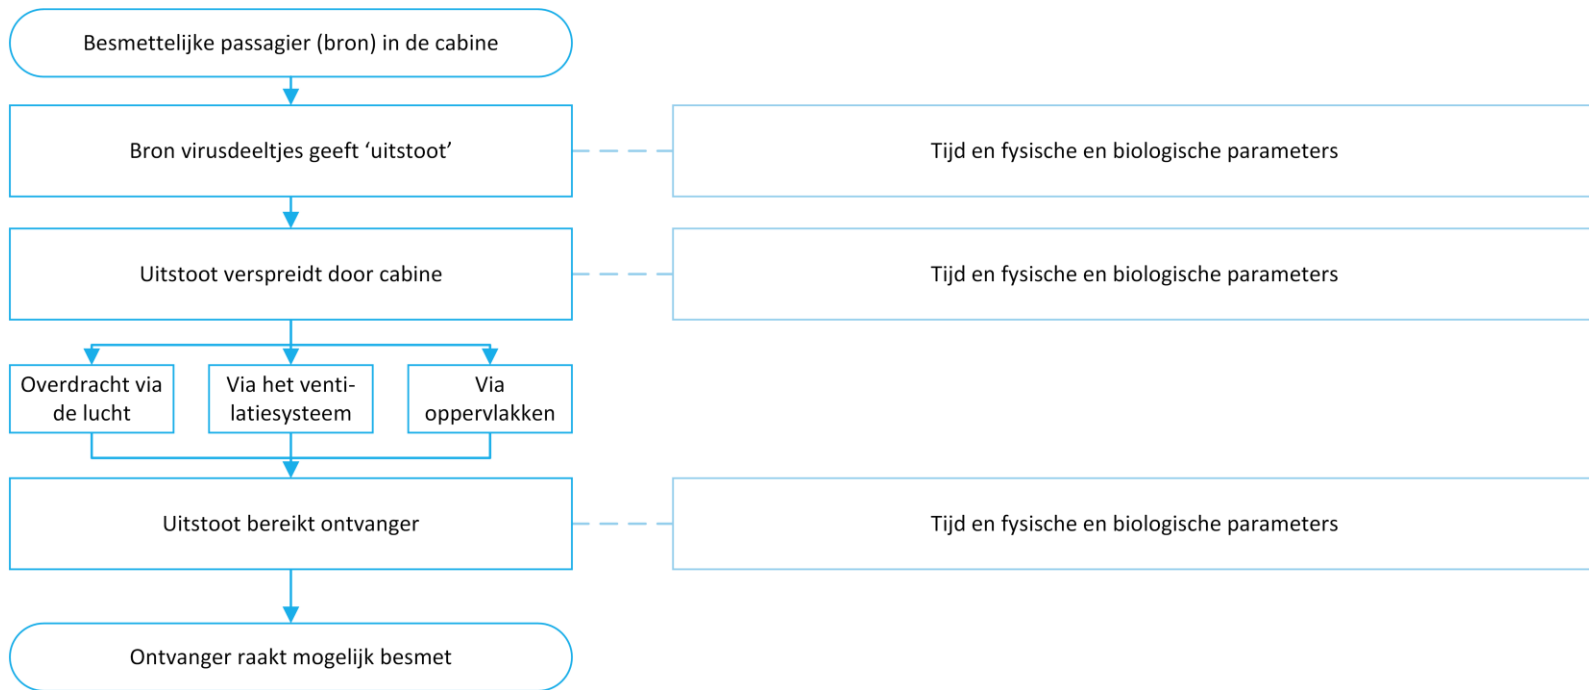 Besmettelijke passagier (bron) in de cabine
Bron virusdeeltjes geeft ‘uitstoot’
Tijd en fysische en biologische parameters
Uitstoot verspreidt door cabine
Tijd en fysische en biologische parameters
Overdracht via
de lucht
Via het venti-
latiesysteem
Via
oppervlakken
Uitstoot bereikt ontvanger
Tijd en fysische en biologische parameters
Ontvanger raakt mogelijk besmet